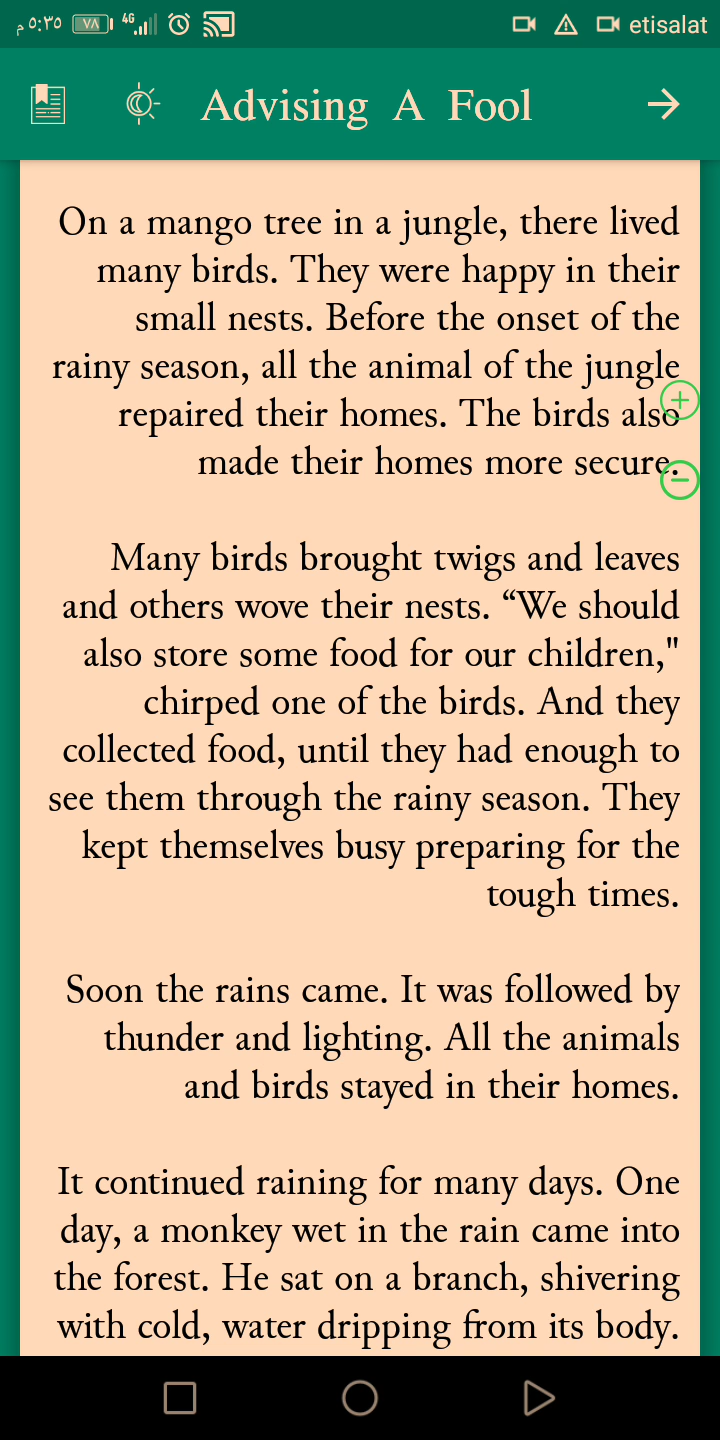 ٥:٣٥ م
٧٨
4G
etisalat
Advising A Fool
On a mango tree in a jungle, there lived
many birds. They were happy in their
small nests. Before the onset of the
rainy season, all the animal of the jungle
repaired their homes. The birds also
made their homes more secure.
Many birds brought twigs and leaves
and others wove their nests. “We should
also store some food for our children,"
chirped one of the birds. And they
collected food, until they had enough to
see them through the rainy season. They
kept themselves busy preparing for the
tough times.
Soon the rains came. It was followed by
thunder and lighting. All the animals
and birds stayed in their homes.
It continued raining for many days. One
day, a monkey wet in the rain came into
the forest. He sat on a branch, shivering
with cold, water dripping from its body.